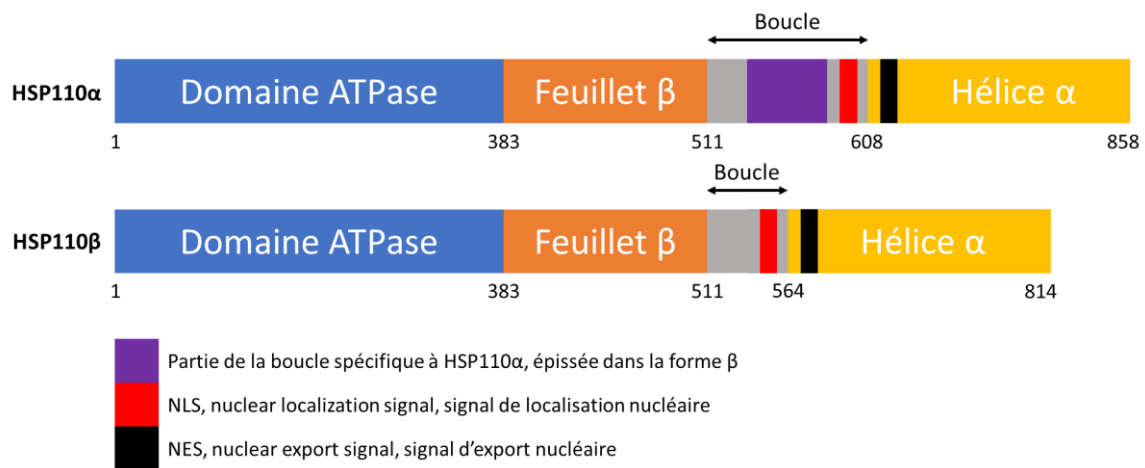 Boucle
HSP110α
Domaine ATPase
Feuillet β
Hélice α
1
383
511
608
858
Boucle
HSP110β
Domaine ATPase
Feuillet β
Hélice α
1
383
511
564
814
Partie de la boucle spécifique à HSP110α, épissée dans la forme β
NLS, nuclear localization signal, signal de localisation nucléaire
NES, nuclear export signal, signal d'export nucléaire